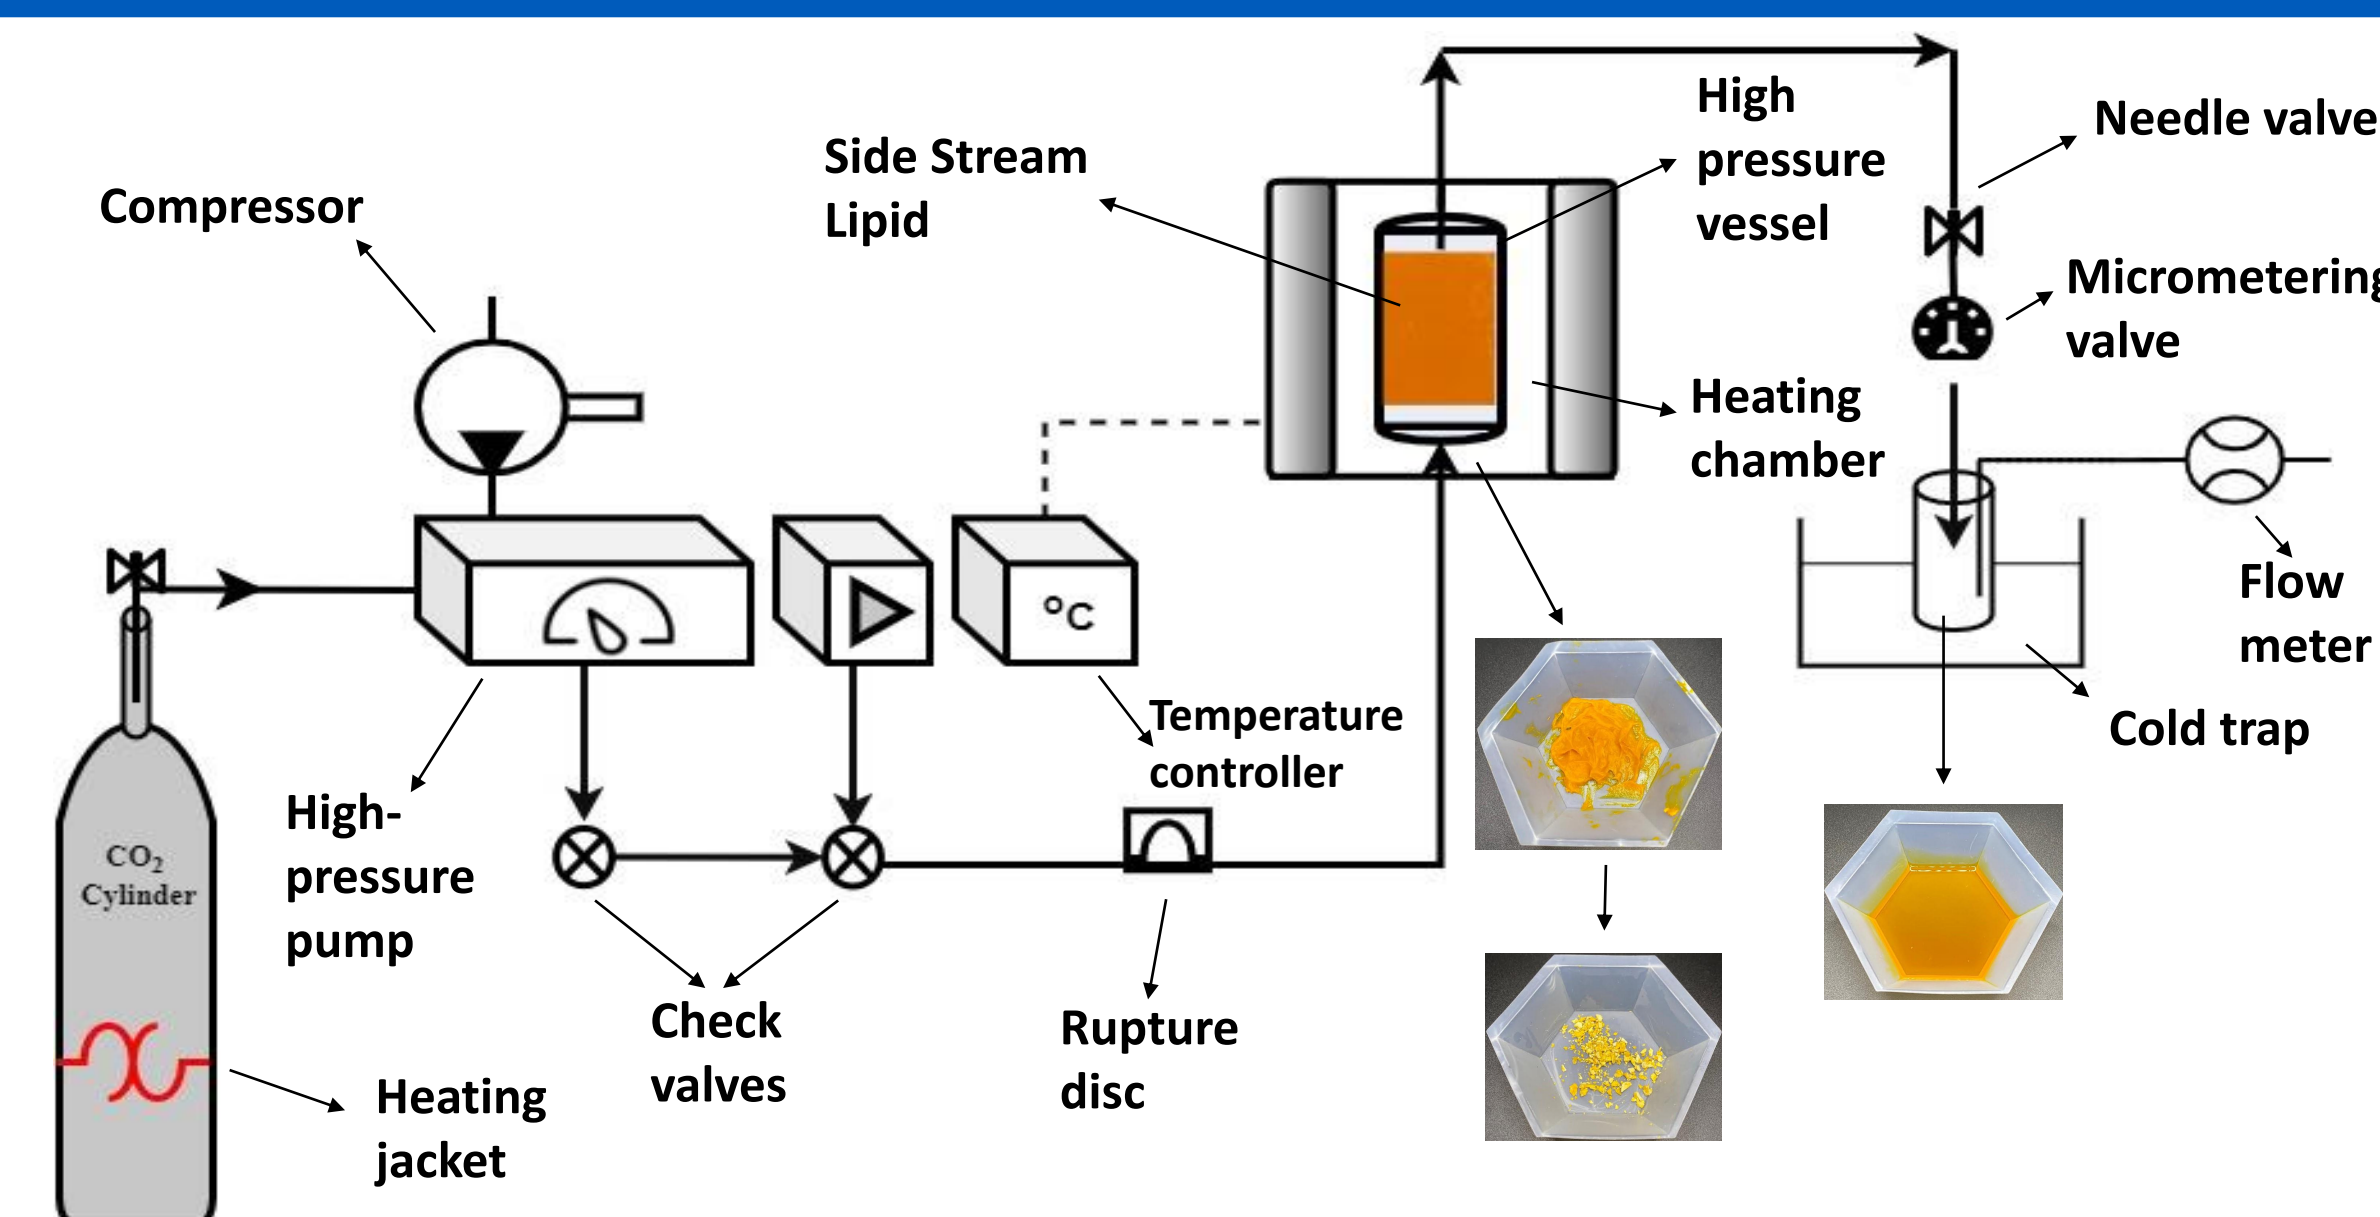 High
pressure
vessel
Needle valve
Side Stream
Lipid
Compressor
Micrometering
valve
Heating
chamber
Flow
meter
°C
Temperature
controller
Cold trap
High-
pressure
pump
CO₂
Cylinder
Check
valves
Rupture
disc
Heating
jacket